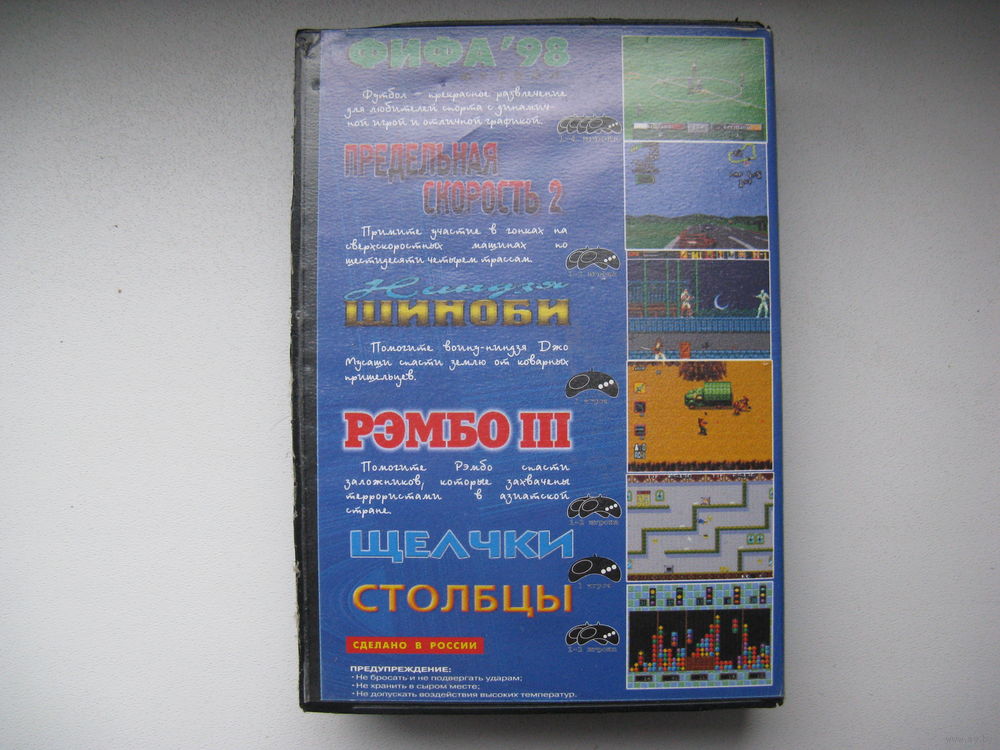 ФИФА '98
Футбол - прекрасное развлечение
для любителей спорта с динамич-
ной игрой и отличной графикой.
1-4 игрока
ПРЕДЕЛЬНАЯ
СКОРОСТЬ 2
Примите участие в гонках на
сверхскоростных машинах по
шестидесяти четырем трассам.
1-2 игрока
Ниндзя
ШИНОБИ
Помогите воину-ниндзя Джо
Мусаши спасти землю от коварных
пришельцев.
1 игрок
РЭМБО III
Помогите Рэмбо спасти
заложников, которые захвачены
террористами в азиатской
стране.
1-2 игрока
ЩЕЛЧКИ
1 игрок
СТОЛБЦЫ
1-2 игрока
СДЕЛАНО В РОССИИ
ПРЕДУПРЕЖДЕНИЕ:
• Не бросать и не подвергать ударам;
• Не хранить в сыром месте;
• Не допускать воздействия высоких температур.